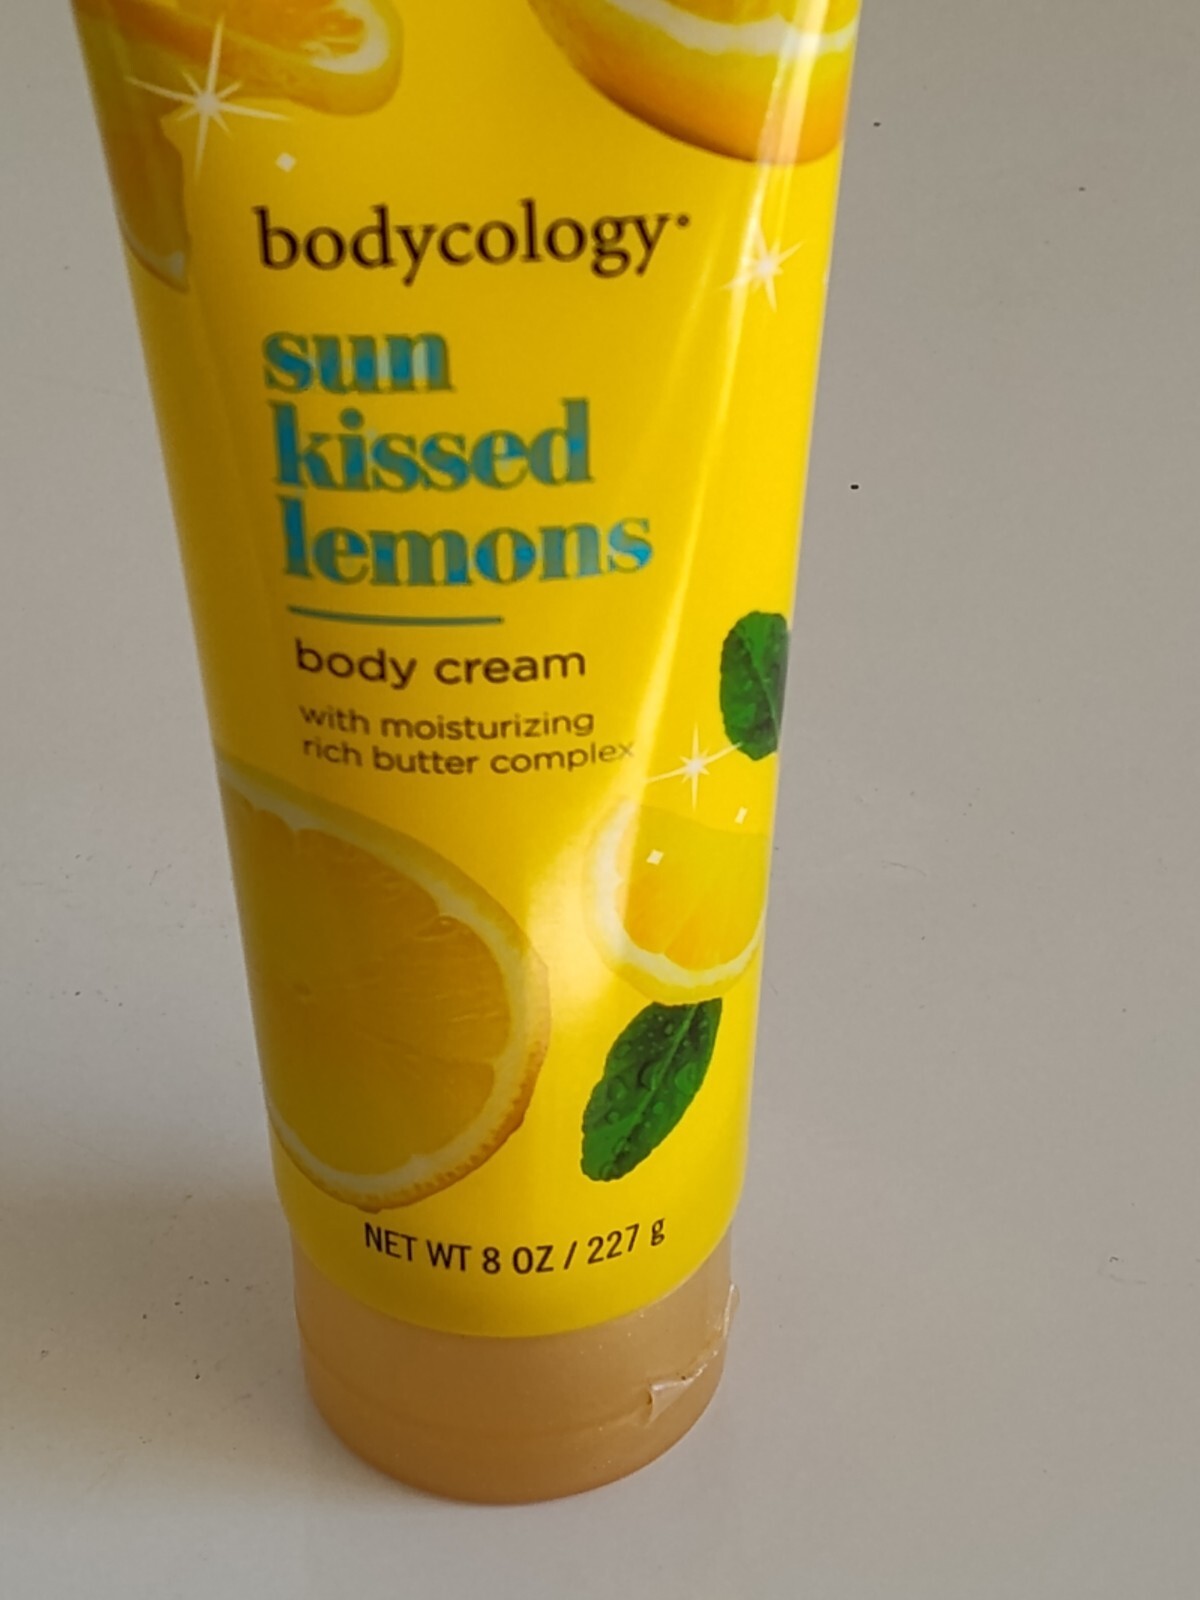 bodycology
sun
kissed
lemons
body cream
with moisturizing
rich butter complex
NET WT 8 OZ / 227 g